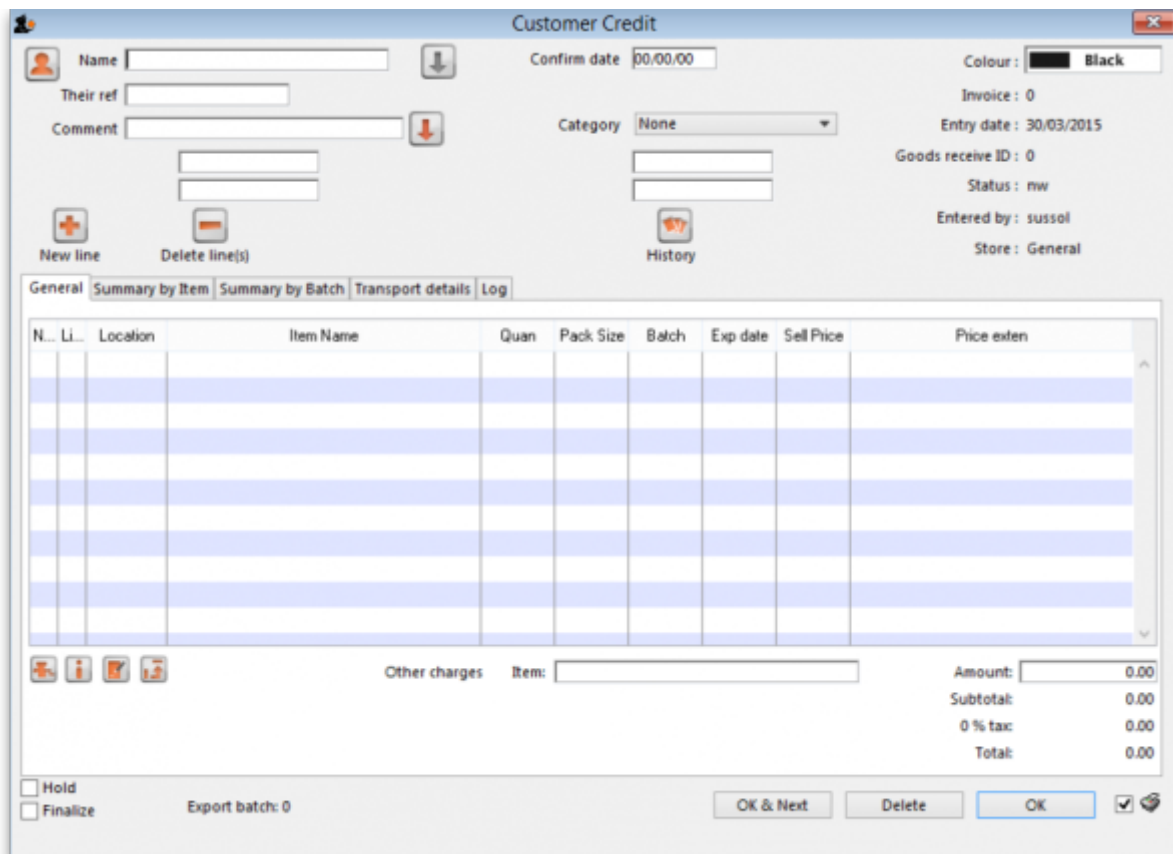 Customer Credit
Name
Confirm date 00/00/00
Colour : Black
Their ref
Invoice : 0
Comment
Category None
Entry date : 30/03/2015
Goods receive ID : 0
Status : nw
Entered by : sussol
New line Delete line(s) History
Store : General
General Summary by Item Summary by Batch Transport details Log
N... Li... Location Item Name Quan Pack Size Batch Exp date Sell Price Price exten
Other charges Item: Amount: 0.00
Subtotal: 0.00
0 % tax: 0.00
Total: 0.00
Hold
Finalize Export batch: 0 OK & Next Delete OK